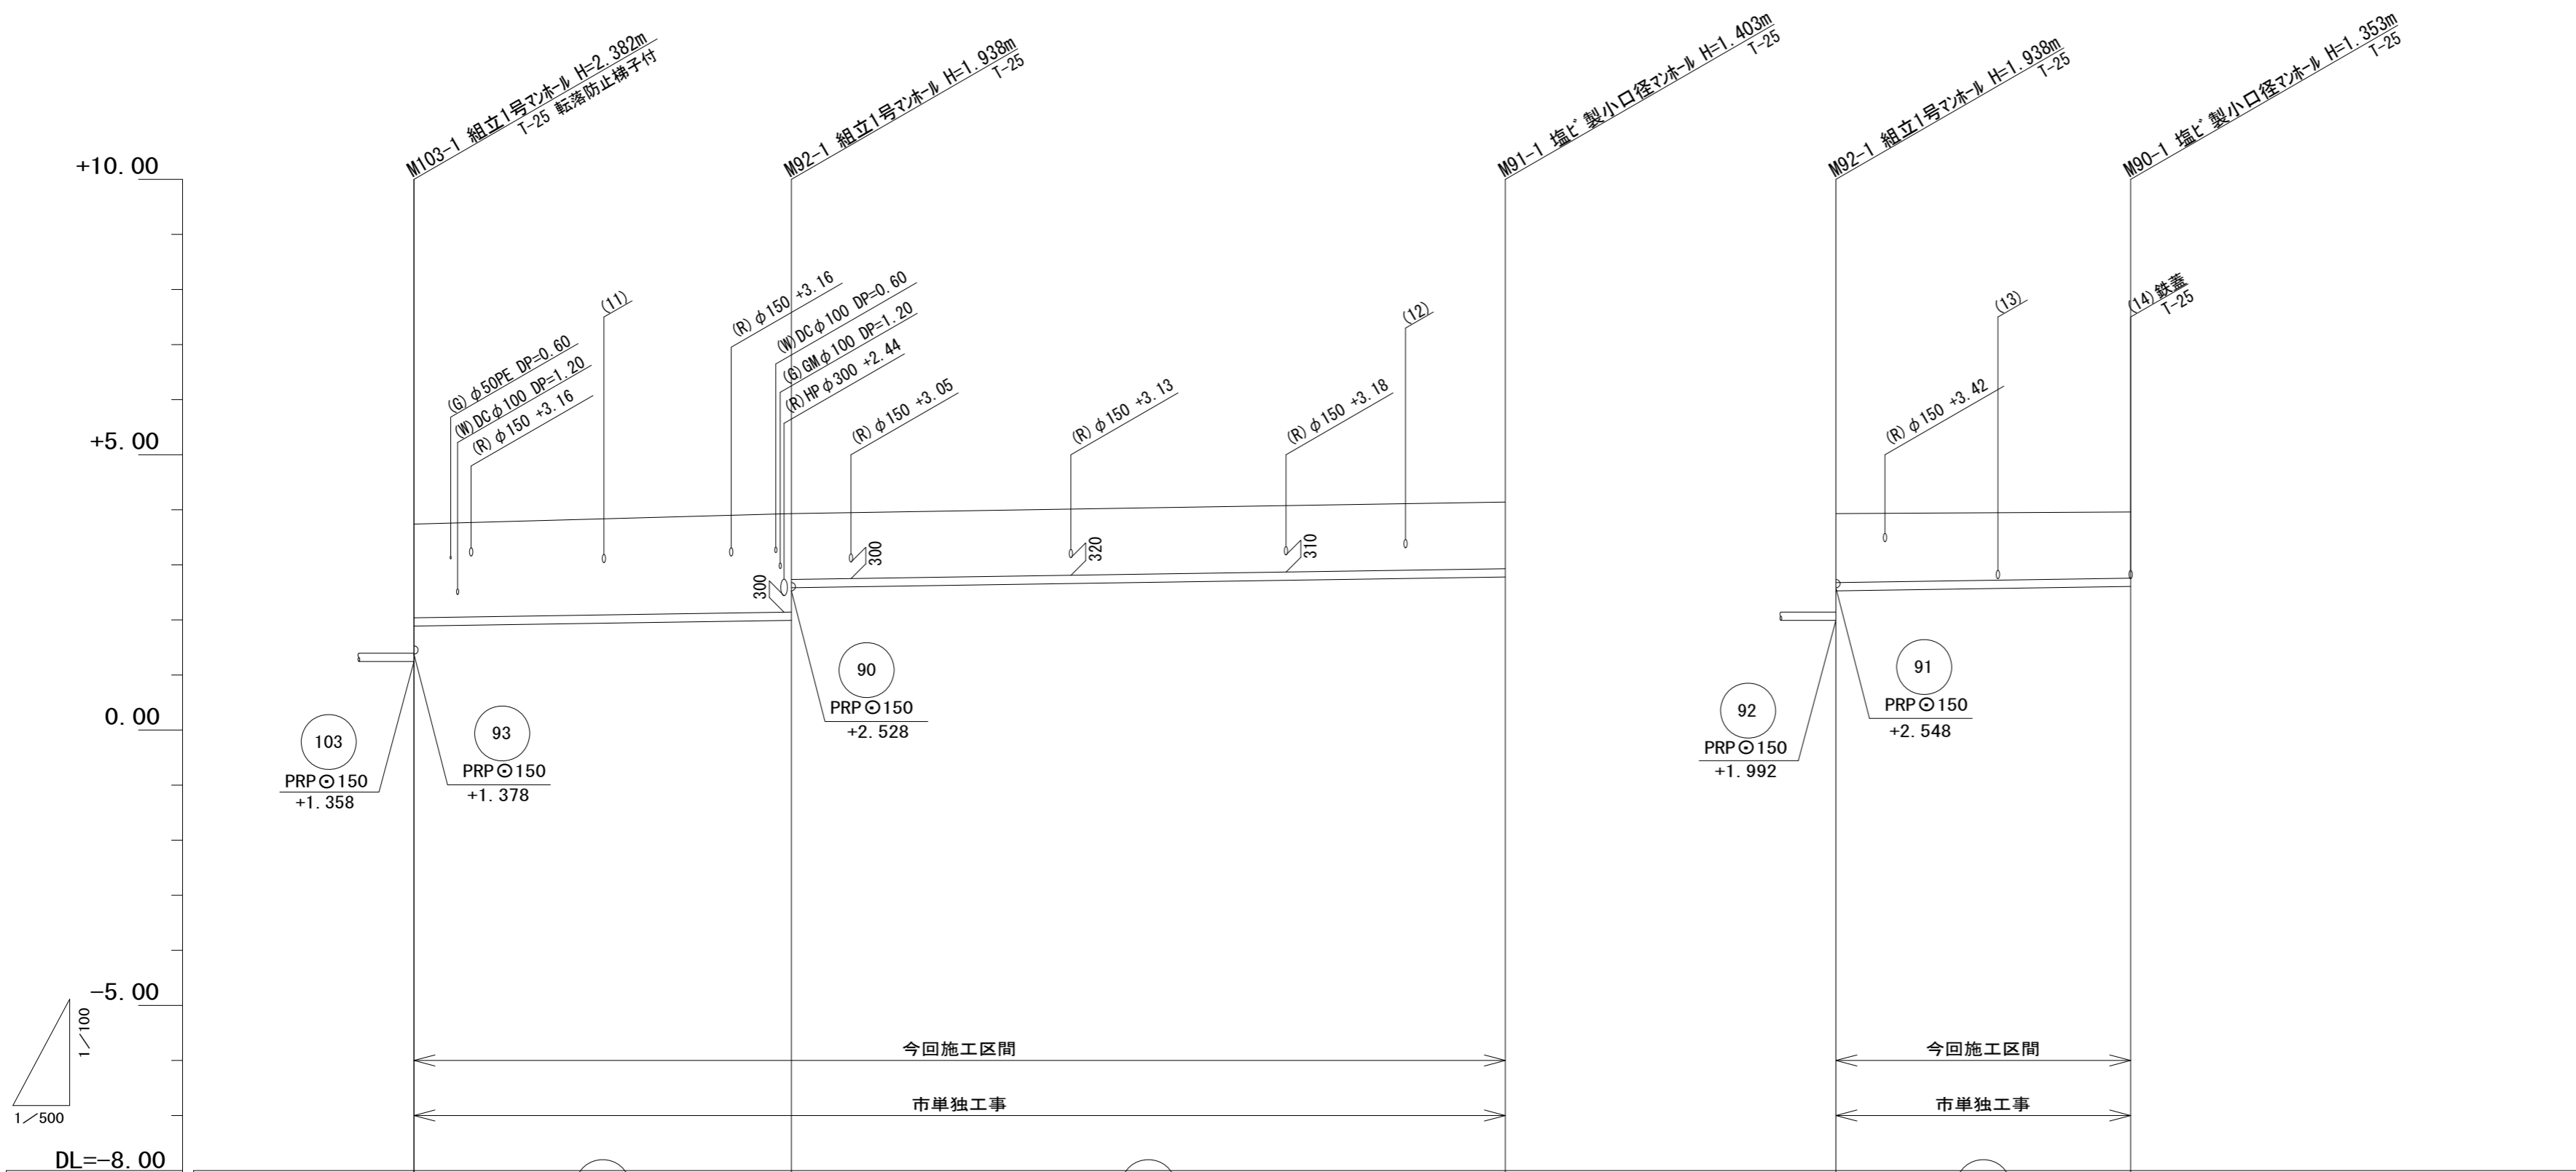 M103-1 組立1号マンホール H=2.382m
T-25 転落防止梯子付
M92-1 組立1号マンホール H=1.938m
T-25
M91-1 塩ビ製小口径マンホール H=1.403m
T-25
M92-1 組立1号マンホール H=1.938m
T-25
M90-1 塩ビ製小口径マンホール H=1.353m
T-25
+10.00
+5.00
0.00
-5.00
DL=-8.00
(G)φ50PE DP=0.60
(W)DCφ100 DP=1.20
(R)φ150 +3.16
(11)
(R)φ150 +3.16
(W)DCφ100 DP=0.60
(G)GMφ100 DP=1.20
(R)HPφ300 +2.44
(R)φ150 +3.05
(R)φ150 +3.13
(R)φ150 +3.18
(12)
(R)φ150 +3.42
(13)
(14)鉄蓋
T-25
300
300
320
310
103
PRP⊙150
+1.358
93
PRP⊙150
+1.378
90
PRP⊙150
+2.528
92
PRP⊙150
+1.992
91
PRP⊙150
+2.548
1/100
1/500
今回施工区間
市単独工事
今回施工区間
市単独工事